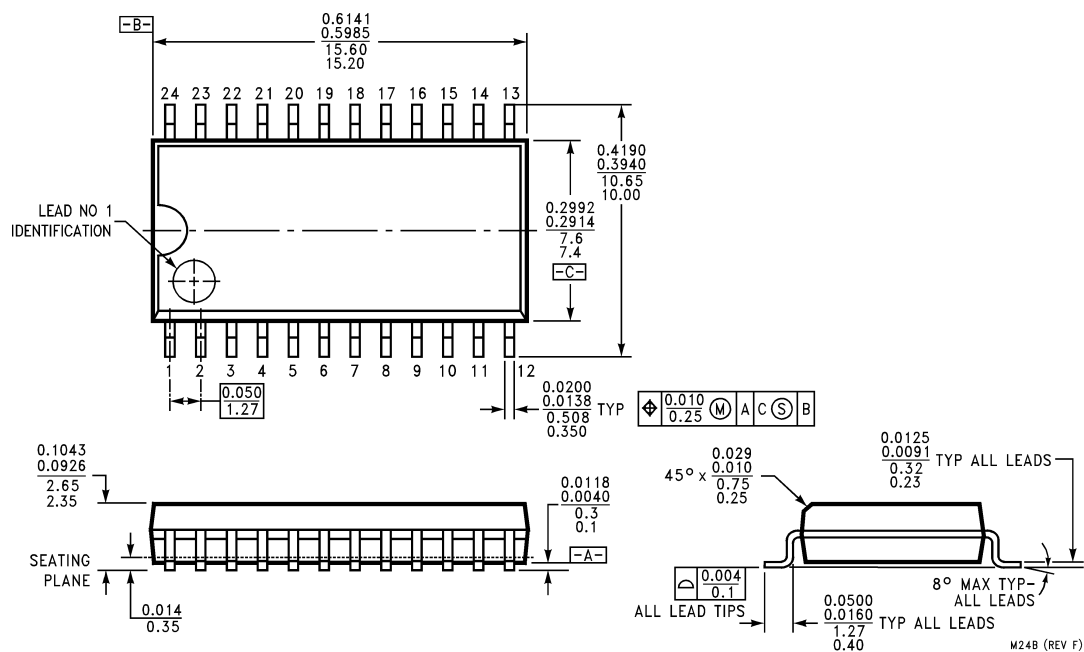 -B-
0.6141
0.5985
15.60
15.20
24 23 22 21 20 19 18 17 16 15 14 13
0.4190
0.3940
10.65
10.00
LEAD NO 1
IDENTIFICATION
0.2992
0.2914
7.6
7.4
-C-
1 2 3 4 5 6 7 8 9 10 11 12
0.050
1.27
0.0200
0.0138
0.508
0.350
TYP
0.010
0.25
M A C S B
0.1043
0.0926
2.65
2.35
0.0118
0.0040
0.3
0.1
-A-
SEATING
PLANE
0.014
0.35
45° x
0.029
0.010
0.75
0.25
0.0125
0.0091
0.32
0.23
TYP ALL LEADS
0.004
0.1
ALL LEAD TIPS
8° MAX TYP-
ALL LEADS
0.0500
0.0160
1.27
0.40
TYP ALL LEADS
M24B (REV F)